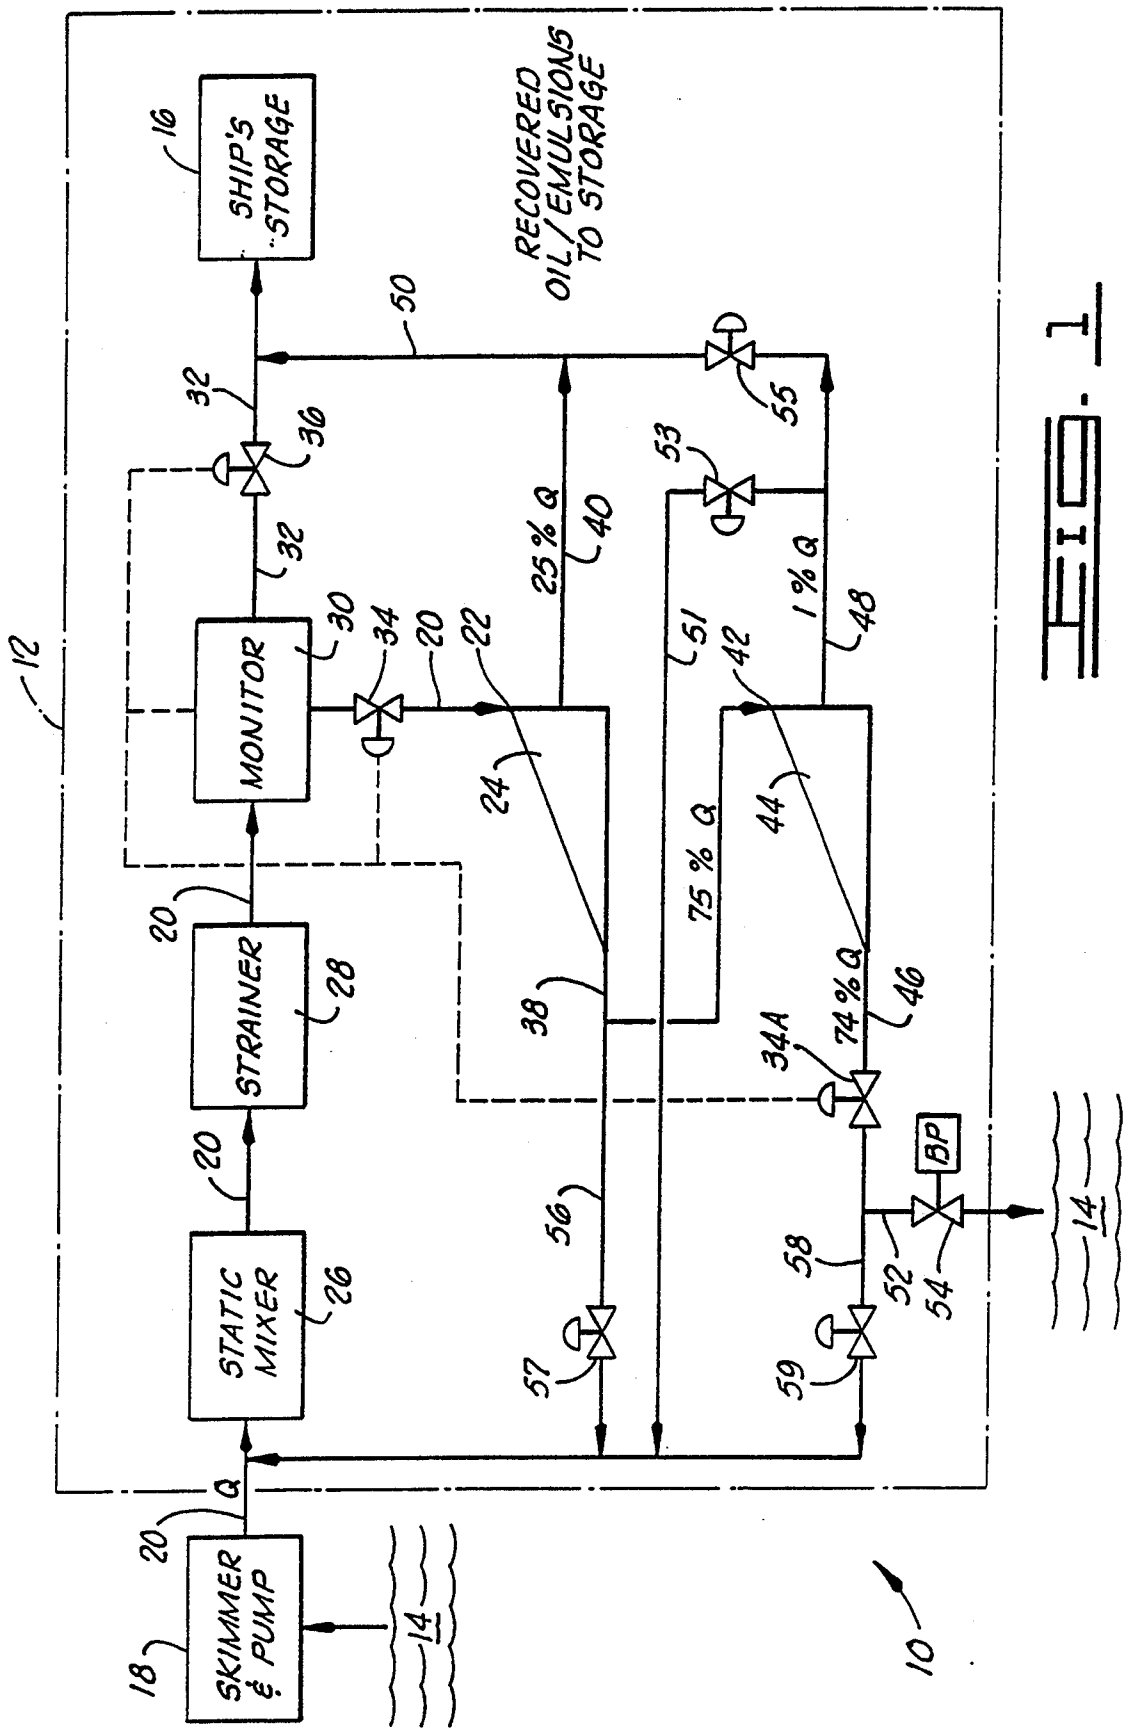 12
SKIMMER
& PUMP
18
20
Q
STATIC
MIXER
26
20
STRAINER
28
20
MONITOR
30
32
36
32
SHIP'S
STORAGE
16
34
20
22
24
25% Q
40
50
RECOVERED
OIL/EMULSIONS
TO STORAGE
38
56
57
51
53
55
75% Q
42
44
1% Q
48
74% Q
46
34A
58
59
52
54
BP
14
14
10
FIG. 1